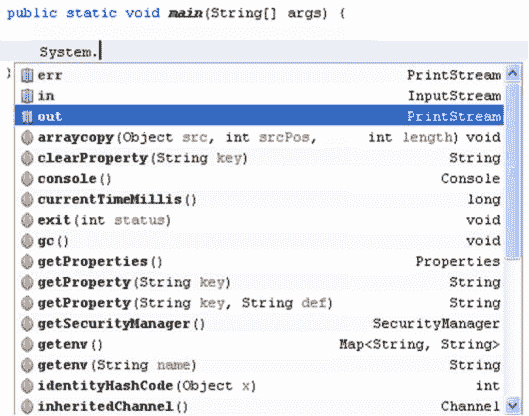 public static void main(String[] args) {
System.
}
err PrintStream
in InputStream
out PrintStream
arraycopy(Object src, int srcPos, int length) void
clearProperty(String key) String
console() Console
currentTimeMillis() long
exit(int status) void
gc() void
getProperties() Properties
getProperty(String key) String
getProperty(String key, String def) String
getSecurityManager() SecurityManager
getenv() Map<String, String>
getenv(String name) String
identityHashCode(Object x) int
inheritedChannel() Channel